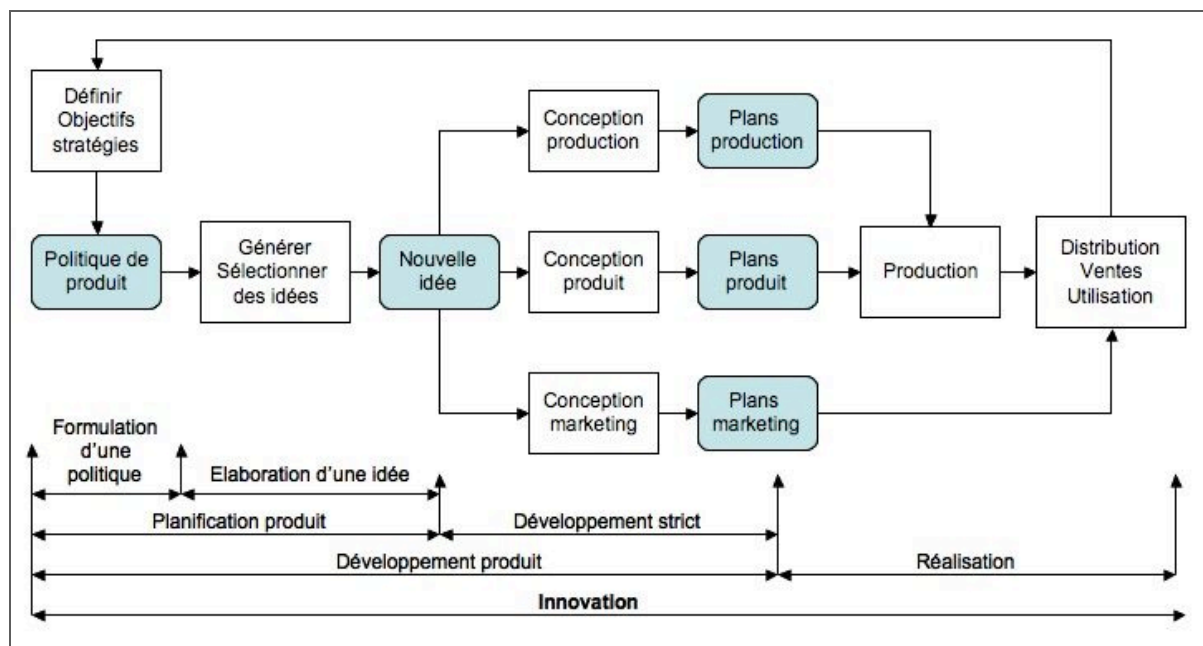 Définir
Objectifs
stratégies
Conception
production
Plans
production
Politique de
produit
Générer
Sélectionner
des idées
Nouvelle
idée
Conception
produit
Plans
produit
Production
Distribution
Ventes
Utilisation
Conception
marketing
Plans
marketing
Formulation
d'une
politique
Elaboration d'une idée
Planification produit
Développement strict
Développement produit
Réalisation
Innovation